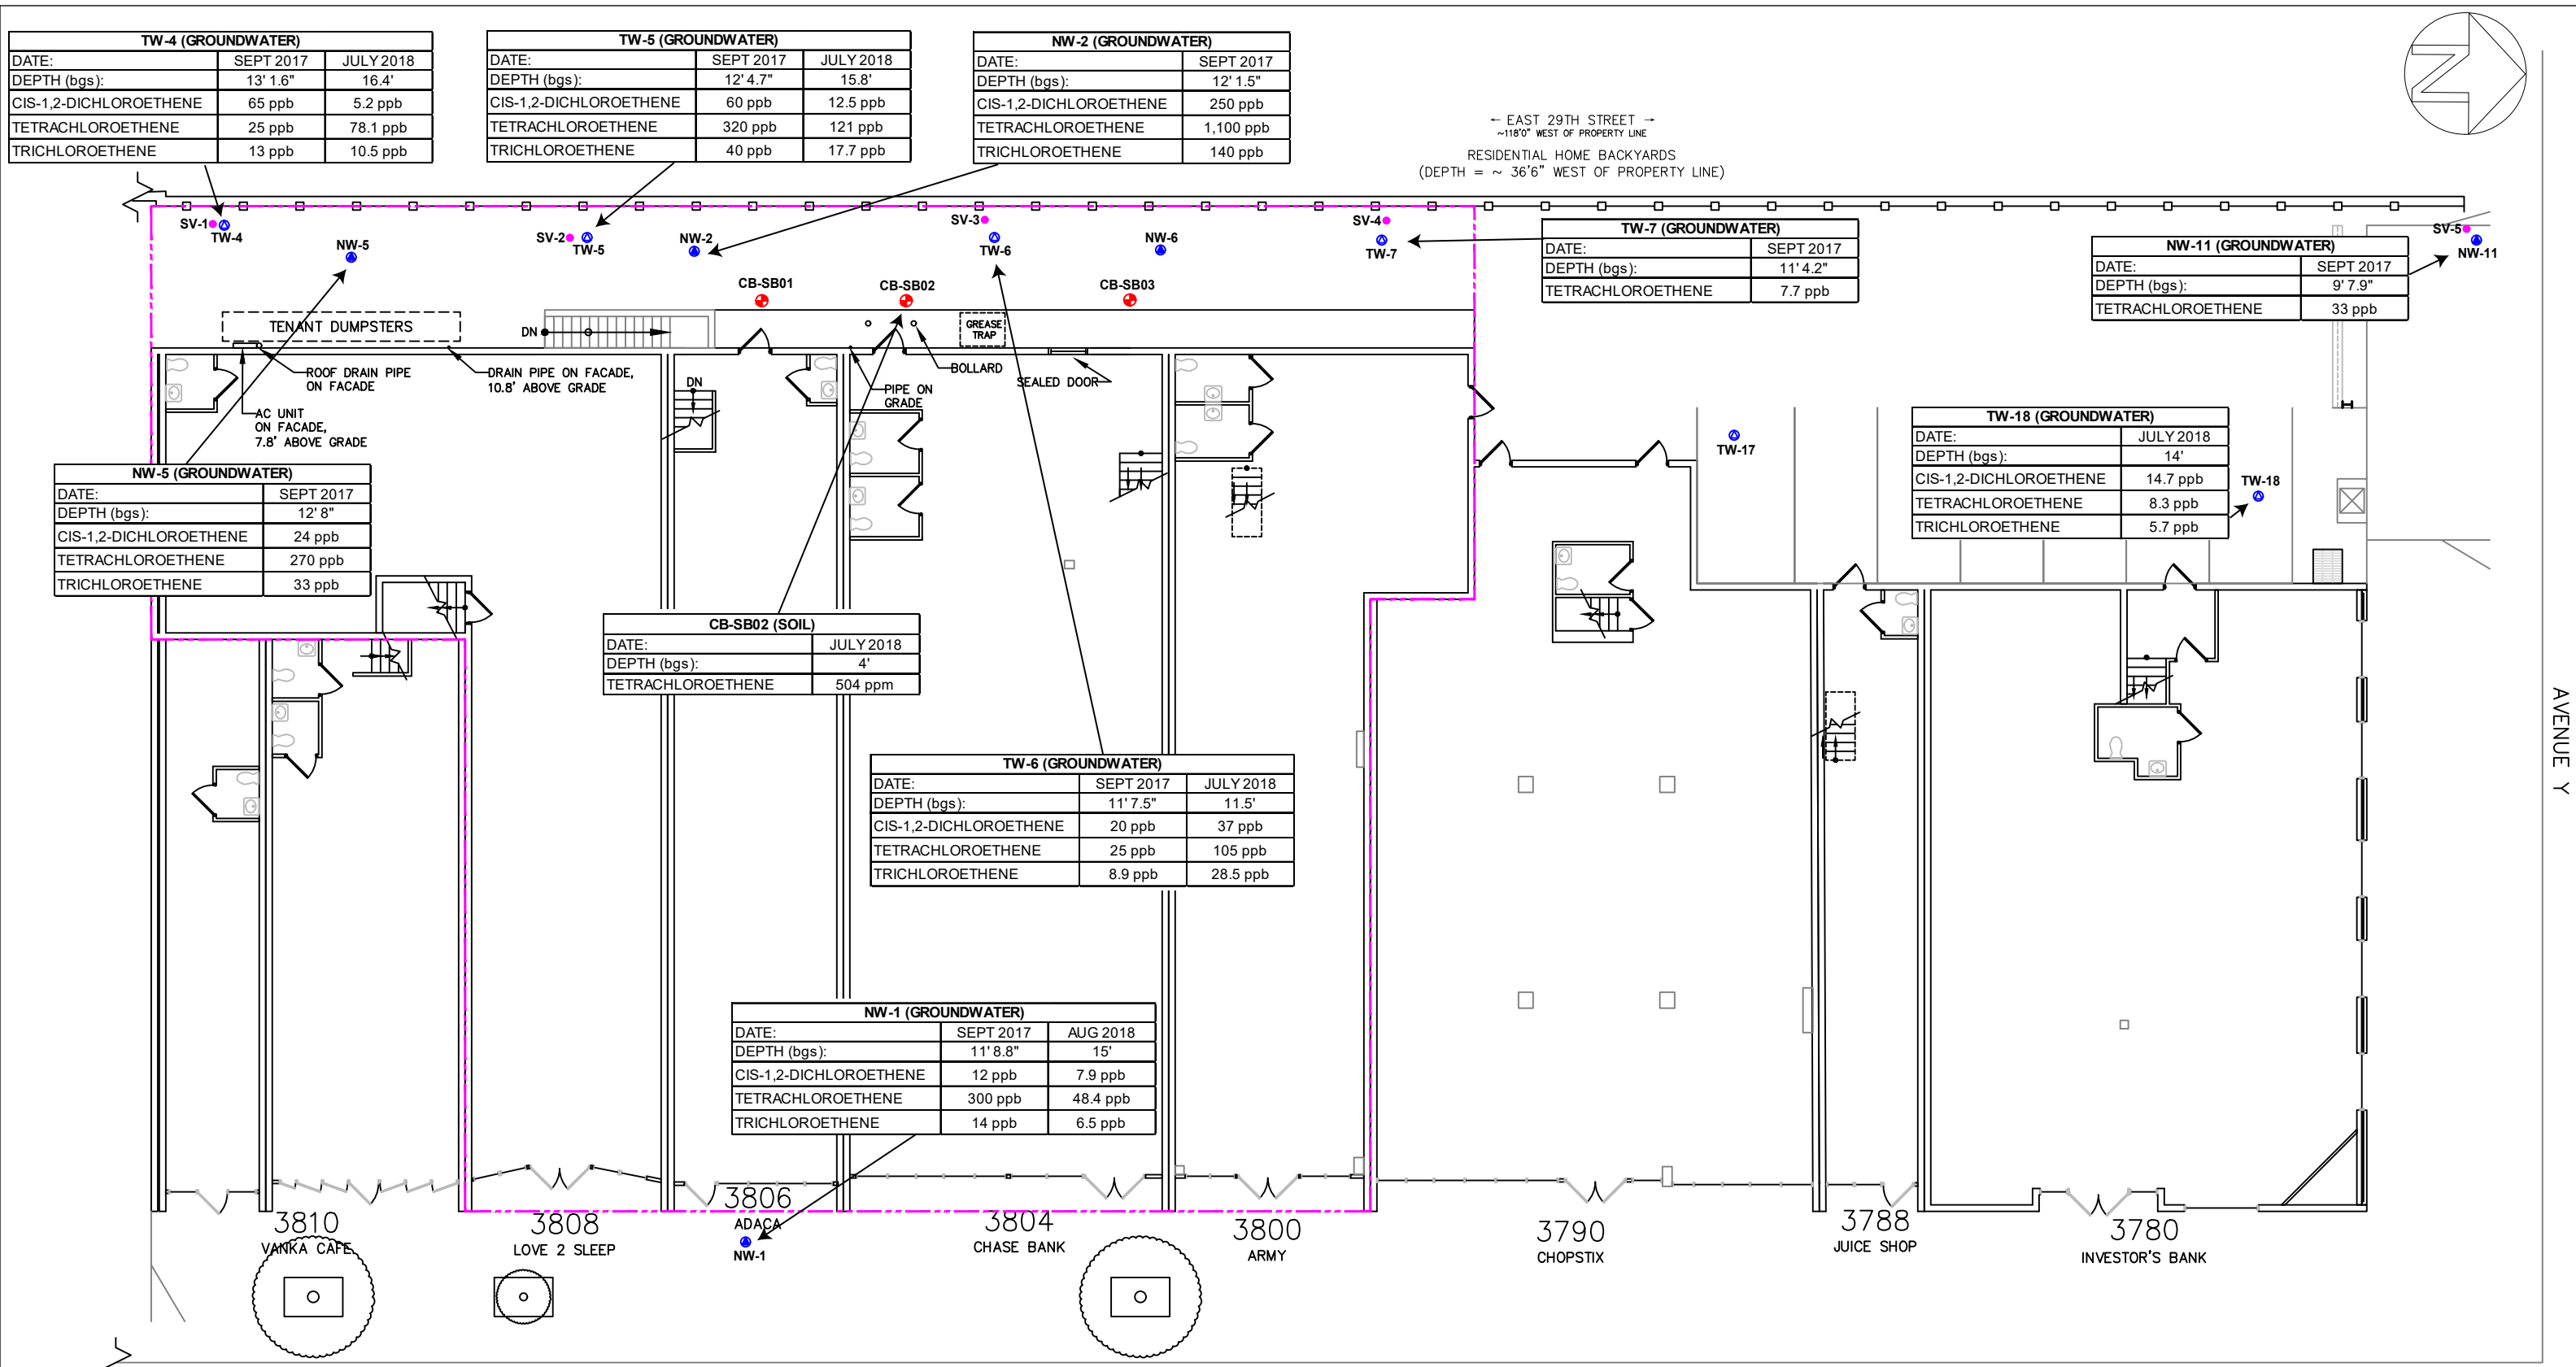 TW-4 (GROUNDWATER)
DATE: SEPT 2017 JULY 2018
DEPTH (bgs): 13' 1.6" 16.4'
CIS-1,2-DICHLOROETHENE 65 ppb 5.2 ppb
TETRACHLOROETHENE 25 ppb 78.1 ppb
TRICHLOROETHENE 13 ppb 10.5 ppb
TW-5 (GROUNDWATER)
DATE: SEPT 2017 JULY 2018
DEPTH (bgs): 12' 4.7" 15.8'
CIS-1,2-DICHLOROETHENE 60 ppb 12.5 ppb
TETRACHLOROETHENE 320 ppb 121 ppb
TRICHLOROETHENE 40 ppb 17.7 ppb
NW-2 (GROUNDWATER)
DATE: SEPT 2017
DEPTH (bgs): 12' 1.5"
CIS-1,2-DICHLOROETHENE 250 ppb
TETRACHLOROETHENE 1,100 ppb
TRICHLOROETHENE 140 ppb
← EAST 29TH STREET →
~118'0" WEST OF PROPERTY LINE
RESIDENTIAL HOME BACKYARDS
(DEPTH = ~ 36'6" WEST OF PROPERTY LINE)
N
SV-1
TW-4
NW-5
SV-2
TW-5
NW-2
SV-3
TW-6
NW-6
SV-4
TW-7
TW-7 (GROUNDWATER)
DATE: SEPT 2017
DEPTH (bgs): 11' 4.2"
TETRACHLOROETHENE 7.7 ppb
NW-11 (GROUNDWATER)
DATE: SEPT 2017
DEPTH (bgs): 9' 7.9"
TETRACHLOROETHENE 33 ppb
SV-5
NW-11
CB-SB01
CB-SB02
CB-SB03
TENANT DUMPSTERS
DN
GREASE
TRAP
ROOF DRAIN PIPE
ON FACADE
DRAIN PIPE ON FACADE,
10.8' ABOVE GRADE
AC UNIT
ON FACADE,
7.8' ABOVE GRADE
DN
PIPE ON
GRADE
BOLLARD
SEALED DOOR
TW-17
TW-18 (GROUNDWATER)
DATE: JULY 2018
DEPTH (bgs): 14'
CIS-1,2-DICHLOROETHENE 14.7 ppb
TETRACHLOROETHENE 8.3 ppb
TRICHLOROETHENE 5.7 ppb
TW-18
NW-5 (GROUNDWATER)
DATE: SEPT 2017
DEPTH (bgs): 12' 8"
CIS-1,2-DICHLOROETHENE 24 ppb
TETRACHLOROETHENE 270 ppb
TRICHLOROETHENE 33 ppb
CB-SB02 (SOIL)
DATE: JULY 2018
DEPTH (bgs): 4'
TETRACHLOROETHENE 504 ppm
AVENUE Y
TW-6 (GROUNDWATER)
DATE: SEPT 2017 JULY 2018
DEPTH (bgs): 11' 7.5" 11.5'
CIS-1,2-DICHLOROETHENE 20 ppb 37 ppb
TETRACHLOROETHENE 25 ppb 105 ppb
TRICHLOROETHENE 8.9 ppb 28.5 ppb
NW-1 (GROUNDWATER)
DATE: SEPT 2017 AUG 2018
DEPTH (bgs): 11' 8.8" 15'
CIS-1,2-DICHLOROETHENE 12 ppb 7.9 ppb
TETRACHLOROETHENE 300 ppb 48.4 ppb
TRICHLOROETHENE 14 ppb 6.5 ppb
3810
VANKA CAFE
3808
LOVE 2 SLEEP
3806
ADACA
NW-1
3804
CHASE BANK
3800
ARMY
3790
CHOPSTIX
3788
JUICE SHOP
3780
INVESTOR'S BANK